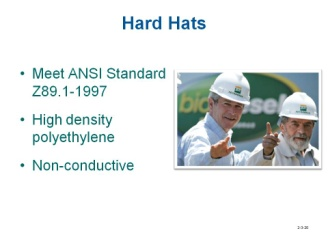 Hard Hats
• Meet ANSI Standard
Z89.1-1997
• High density
polyethylene
• Non-conductive